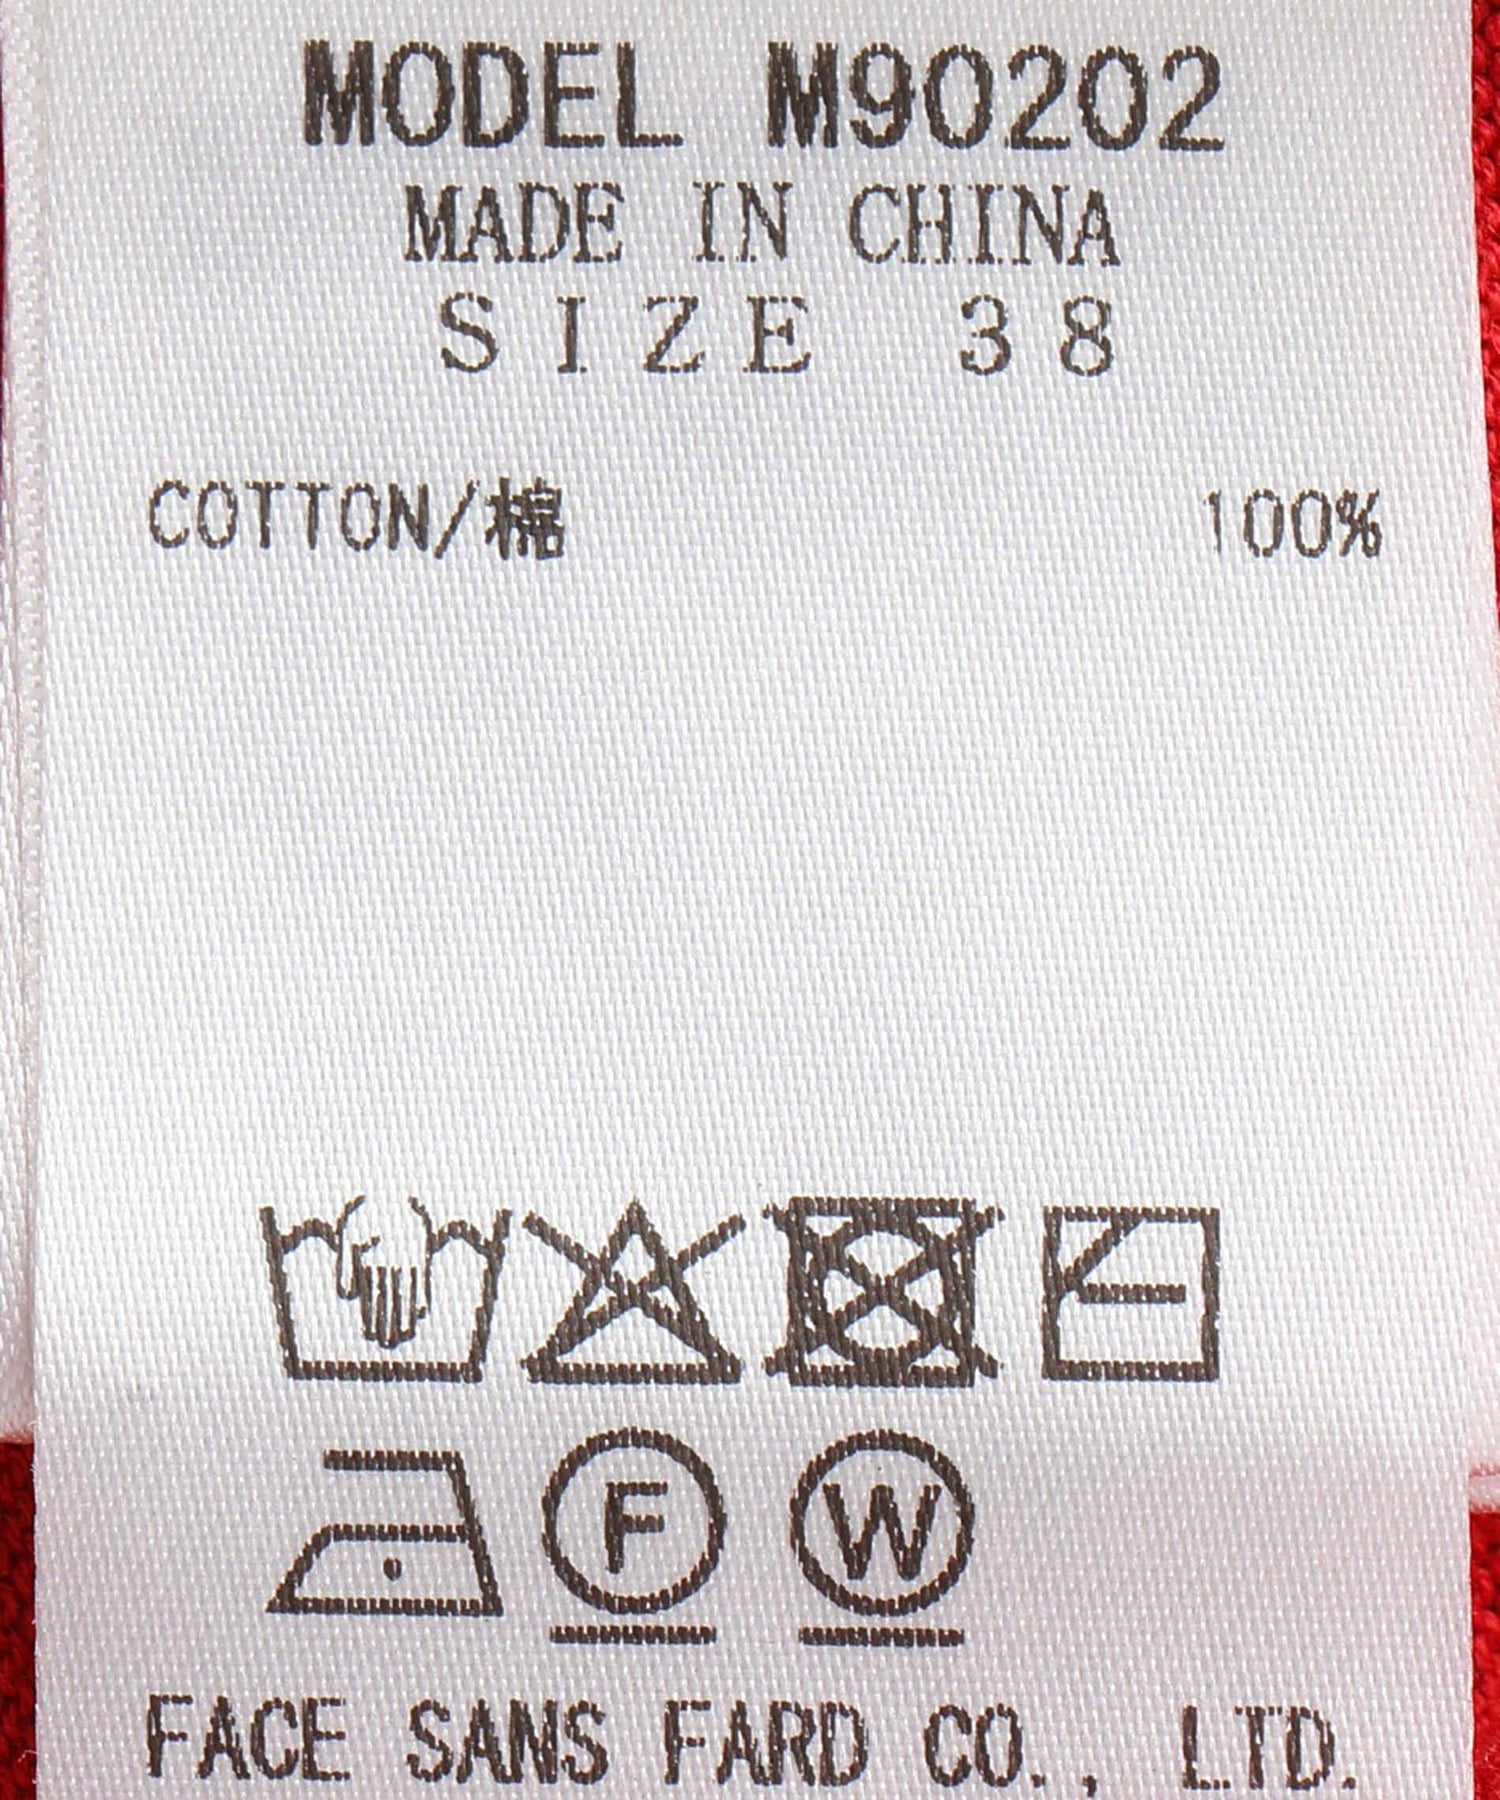 MODEL M90202
MADE IN CHINA
SIZE 38
COTTON/棉 100%
F W
FACE SANS FARD CO., LTD.